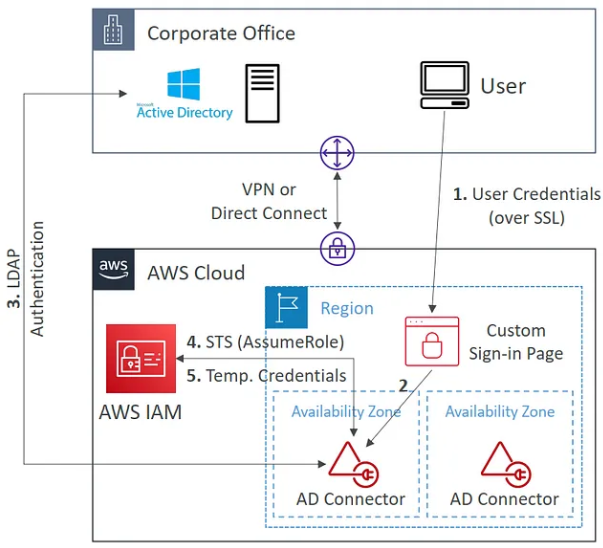 Corporate Office
Microsoft
Active Directory
User
VPN or
Direct Connect
1. User Credentials
(over SSL)
3. LDAP
Authentication
aws
AWS Cloud
Region
4. STS (AssumeRole)
5. Temp. Credentials
AWS IAM
Custom
Sign-in Page
2
Availability Zone
AD Connector
Availability Zone
AD Connector